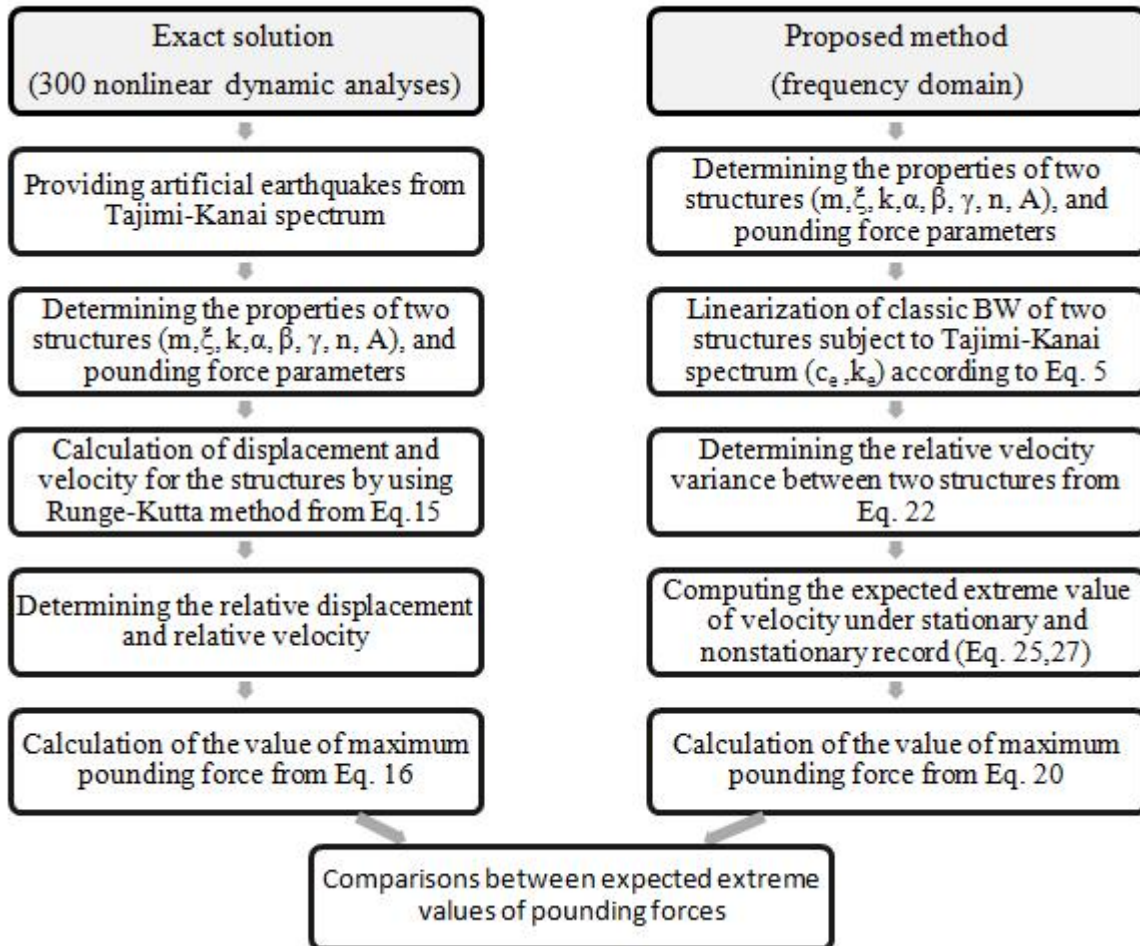 Exact solution
(300 nonlinear dynamic analyses)
Providing artificial earthquakes from
Tajimi-Kanai spectrum
Determining the properties of two
structures (m,ξ, k,α, β, γ, n, A), and
pounding force parameters
Calculation of displacement and
velocity for the structures by using
Runge-Kutta method from Eq.15
Determining the relative displacement
and relative velocity
Calculation of the value of maximum
pounding force from Eq. 16
Proposed method
(frequency domain)
Determining the properties of two
structures (m,ξ, k,α, β, γ, n, A), and
pounding force parameters
Linearization of classic BW of two
structures subject to Tajimi-Kanai
spectrum (cₑ ,kₑ) according to Eq. 5
Determining the relative velocity
variance between two structures from
Eq. 22
Computing the expected extreme value
of velocity under stationary and
nonstationary record (Eq. 25,27)
Calculation of the value of maximum
pounding force from Eq. 20
Comparisons between expected extreme
values of pounding forces